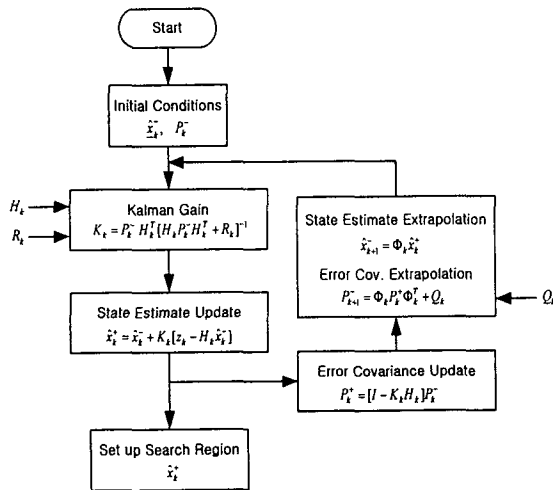 Start
Initial Conditions
x̂ₖ⁻, Pₖ⁻
Hₖ
Rₖ
Kalman Gain
Kₖ = Pₖ⁻ Hₖᵀ{HₖPₖ⁻Hₖᵀ + Rₖ]⁻¹
State Estimate Update
x̂ₖ⁺ = x̂ₖ⁻ + Kₖ[zₖ – Hₖx̂ₖ⁻]
Set up Search Region
x̂ₖ⁺
State Estimate Extrapolation
x̂ₖ₊₁⁻ = Φₖx̂ₖ⁺
Error Cov. Extrapolation
Pₖ₊₁⁻ = ΦₖPₖ⁺Φₖᵀ + Qₖ
Qₖ
Error Covariance Update
Pₖ⁺ = [I – KₖHₖ]Pₖ⁻